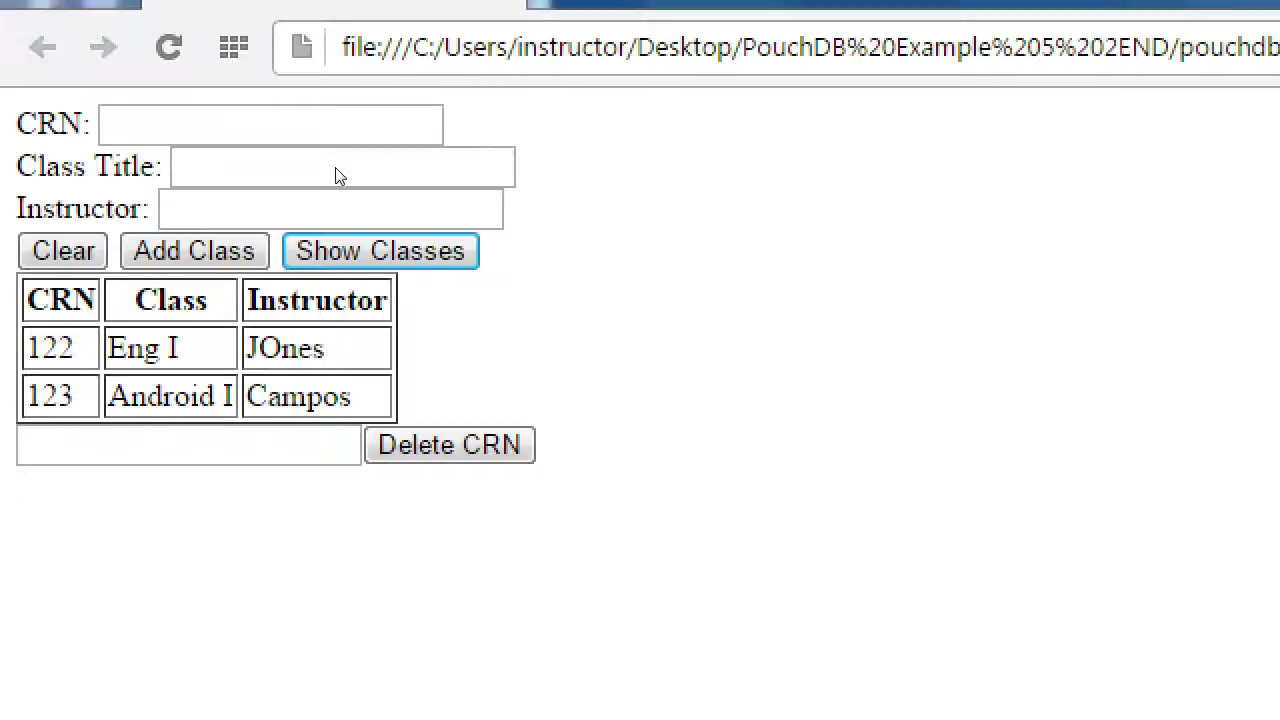 file:///C:/Users/instructor/Desktop/PouchDB%20Example%205%202END/pouchdb
CRN:
Class Title:
Instructor:
Clear Add Class Show Classes
CRN Class Instructor
122 Eng I JOnes
123 Android I Campos
Delete CRN